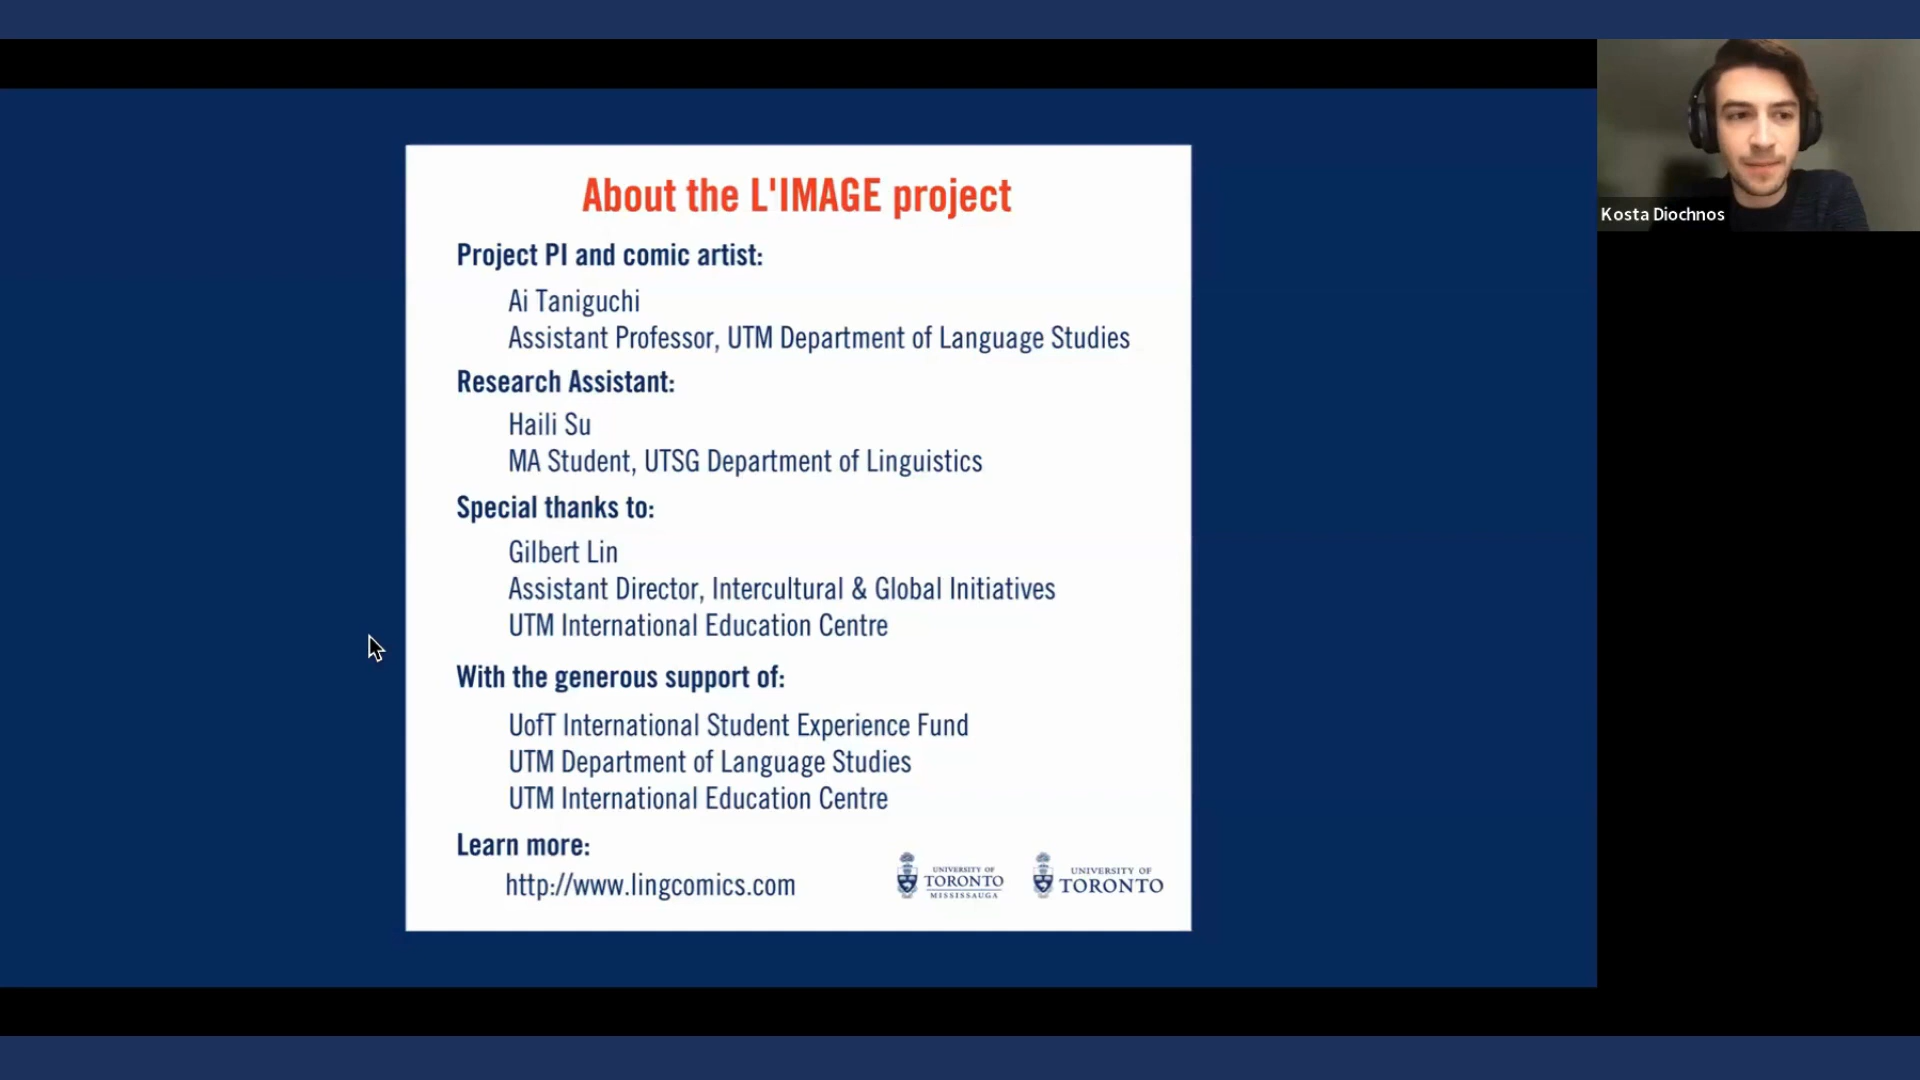 About the L'IMAGE project
Project PI and comic artist:
Ai Taniguchi
Assistant Professor, UTM Department of Language Studies
Research Assistant:
Haili Su
MA Student, UTSG Department of Linguistics
Special thanks to:
Gilbert Lin
Assistant Director, Intercultural & Global Initiatives
UTM International Education Centre
With the generous support of:
UofT International Student Experience Fund
UTM Department of Language Studies
UTM International Education Centre
Learn more:
http://www.lingcomics.com
UNIVERSITY OF
TORONTO
MISSISSAUGA
UNIVERSITY OF
TORONTO
Kosta Diochnos